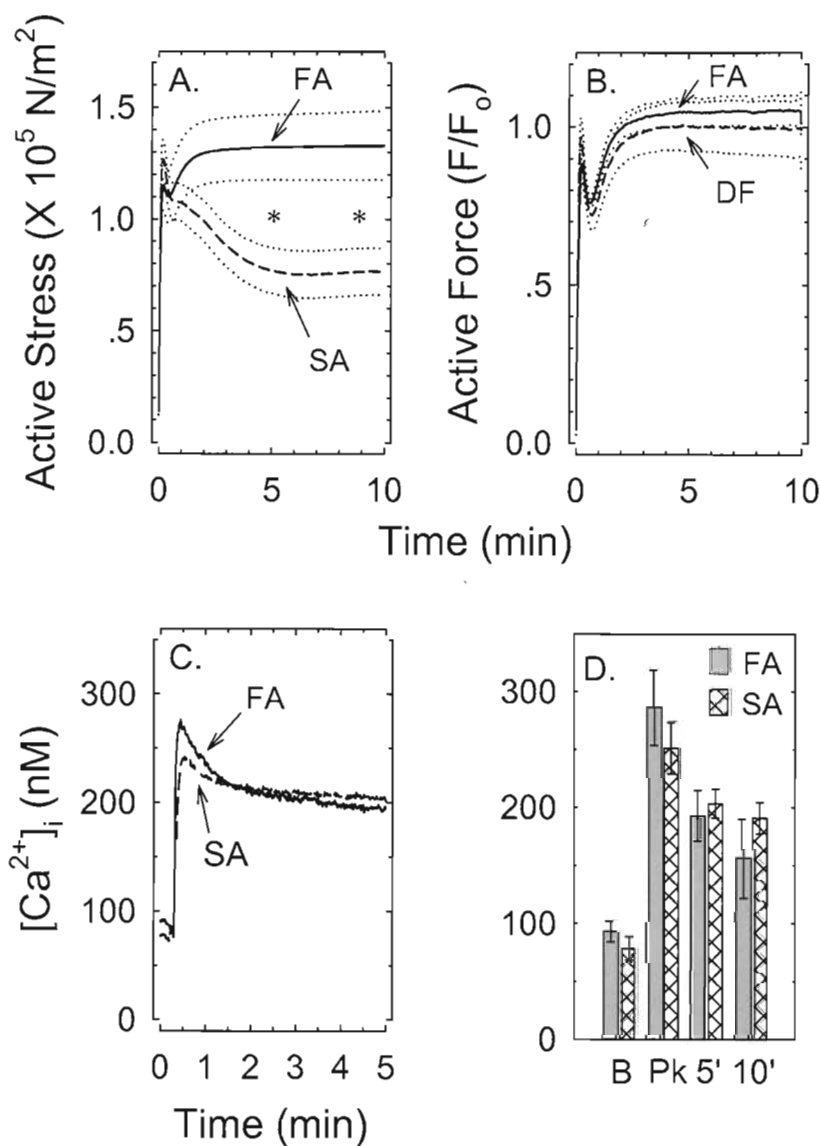 A.
FA
SA
*
*
Active Stress (X 10⁵ N/m²)
1.5
1.0
.5
0.0
0
5
10
B.
FA
DF
Active Force (F/Fₒ)
1.0
.5
0.0
0
5
10
Time (min)
C.
FA
SA
[Ca²⁺]ᵢ (nM)
300
200
100
0
0 1 2 3 4 5
Time (min)
D.
FA
SA
300
200
100
0
B Pk 5' 10'